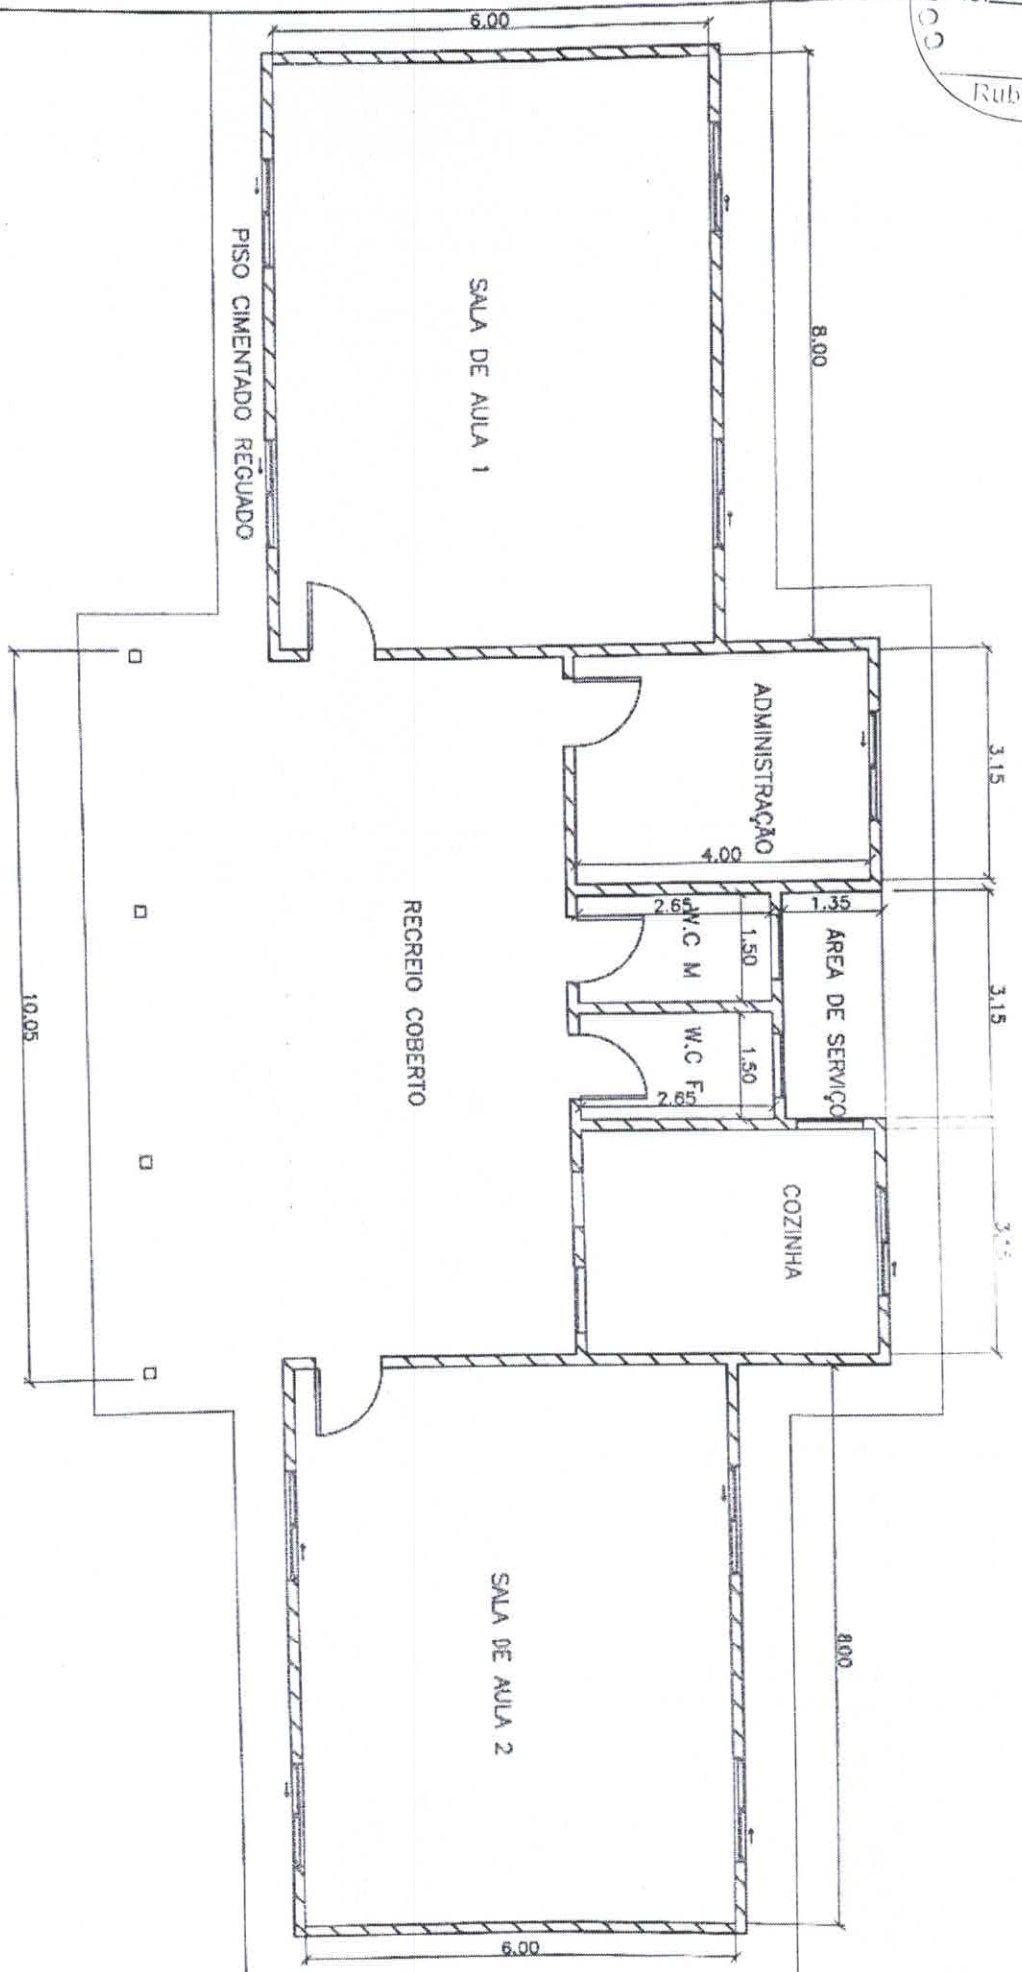 6.00
8.00
SALA DE AULA 1
PISO CIMENTADO REGUADO
ADMINISTRAÇÃO
4.00
3.15
2.65
W.C M
1.50
1.35
ÁREA DE SERVIÇO
3.15
W.C F
1.50
2.65
RECREIO COBERTO
10.05
COZINHA
SALA DE AULA 2
8.00
6.00
Rub